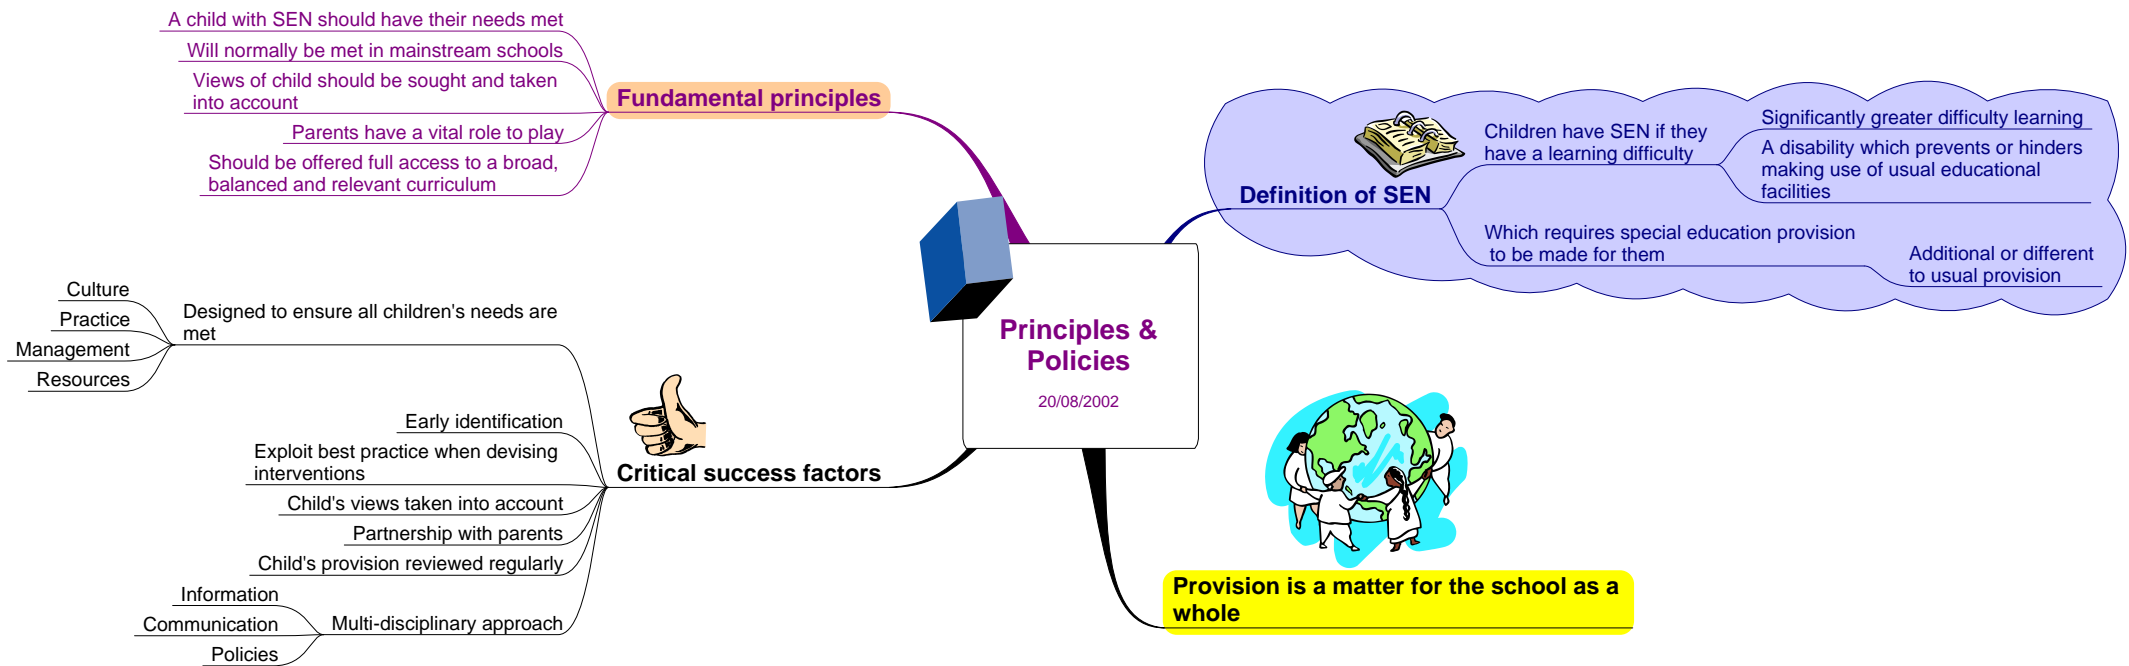 Principles &
Policies
20/08/2002
Fundamental principles
A child with SEN should have their needs met
Will normally be met in mainstream schools
Views of child should be sought and taken
into account
Parents have a vital role to play
Should be offered full access to a broad,
balanced and relevant curriculum
Definition of SEN
Children have SEN if they
have a learning difficulty
Significantly greater difficulty learning
A disability which prevents or hinders
making use of usual educational
facilities
Which requires special education provision
to be made for them
Additional or different
to usual provision
Critical success factors
Designed to ensure all children's needs are
met
Culture
Practice
Management
Resources
Early identification
Exploit best practice when devising
interventions
Child's views taken into account
Partnership with parents
Child's provision reviewed regularly
Multi-disciplinary approach
Information
Communication
Policies
Provision is a matter for the school as a
whole